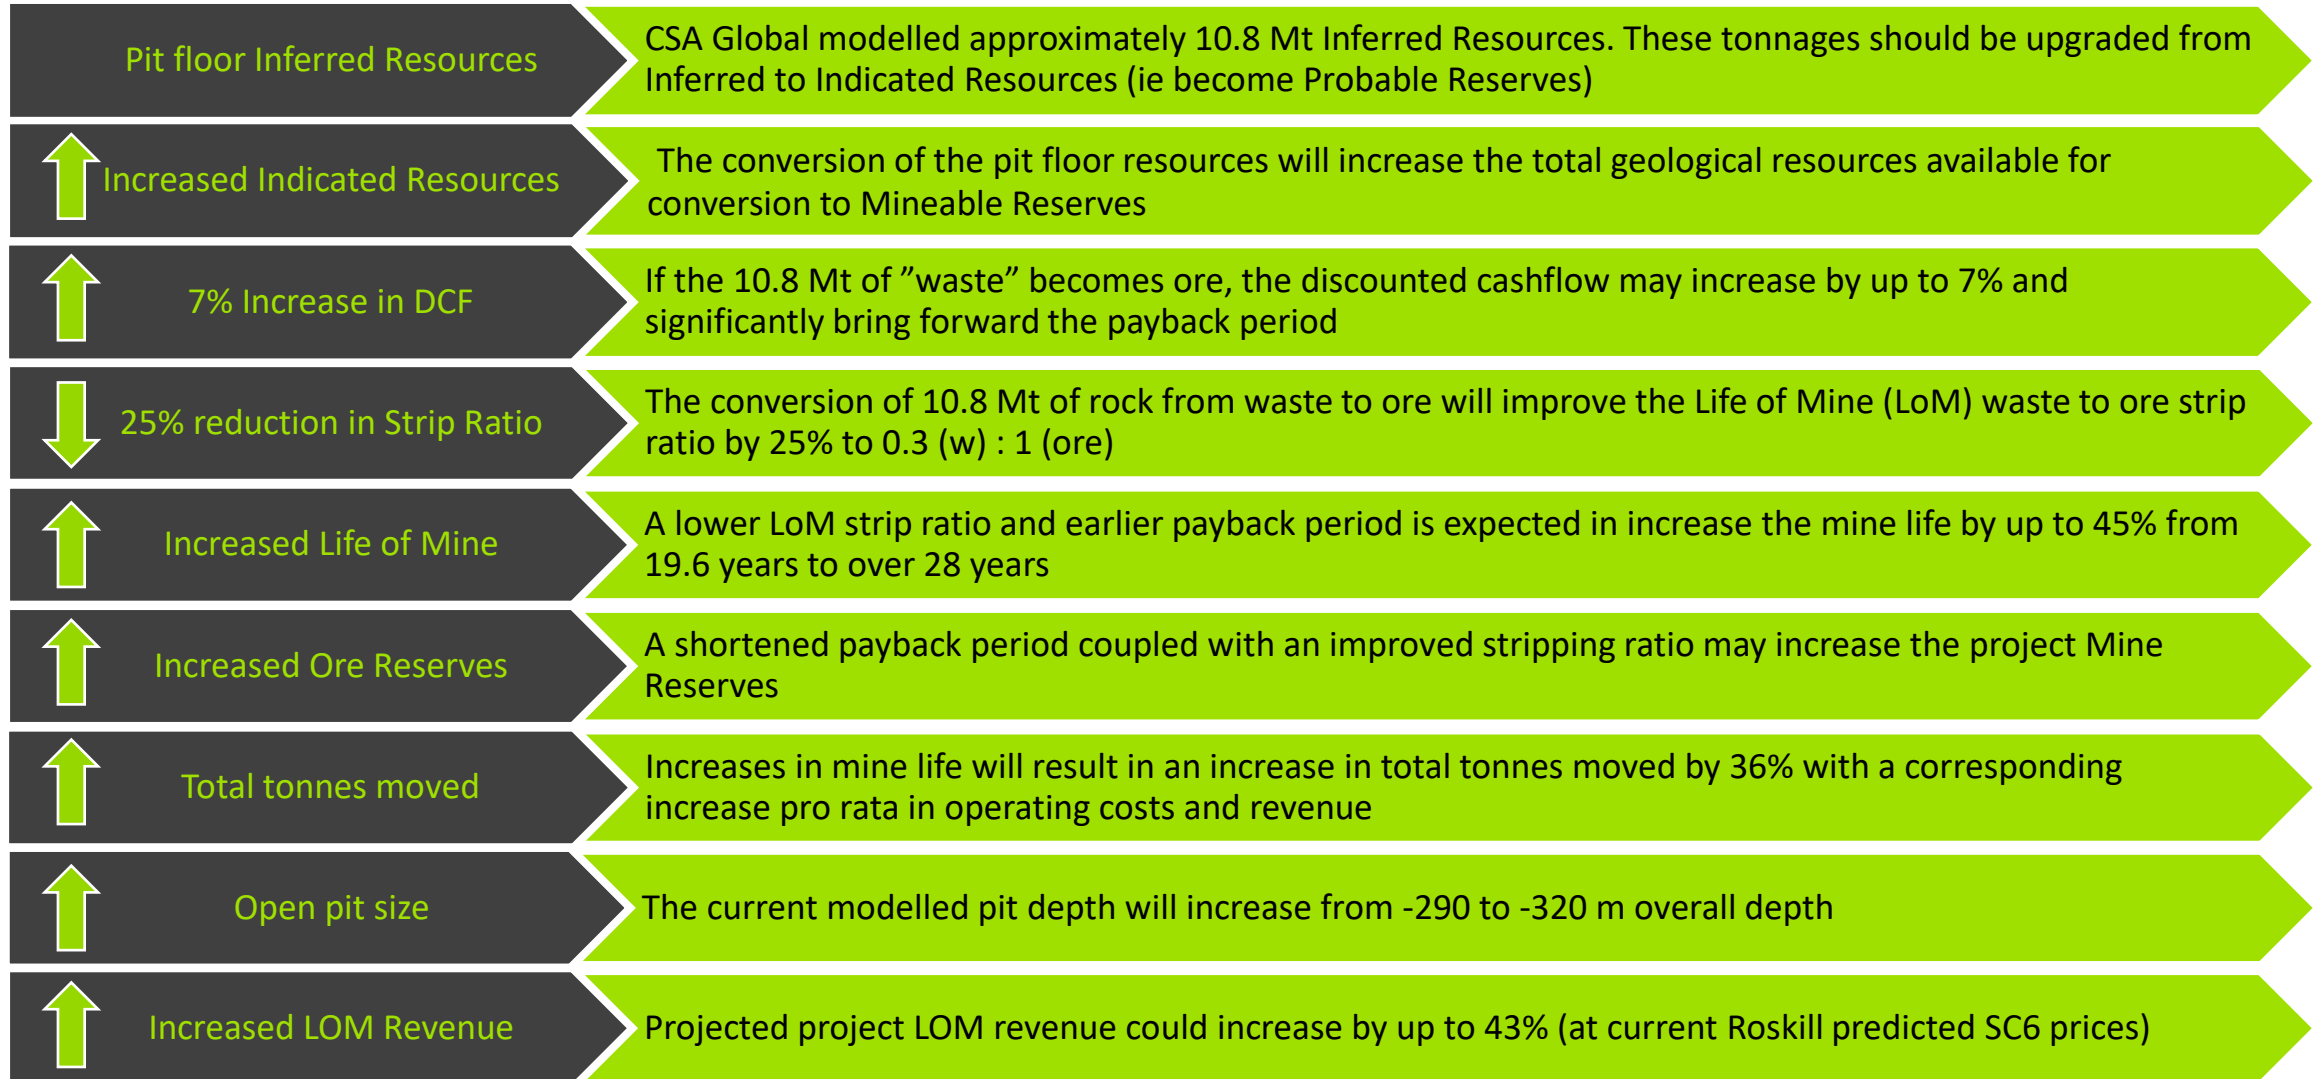 Pit floor Inferred Resources
CSA Global modelled approximately 10.8 Mt Inferred Resources. These tonnages should be upgraded from
Inferred to Indicated Resources (ie become Probable Reserves)
Increased Indicated Resources
The conversion of the pit floor resources will increase the total geological resources available for
conversion to Mineable Reserves
7% Increase in DCF
If the 10.8 Mt of ”waste” becomes ore, the discounted cashflow may increase by up to 7% and
significantly bring forward the payback period
25% reduction in Strip Ratio
The conversion of 10.8 Mt of rock from waste to ore will improve the Life of Mine (LoM) waste to ore strip
ratio by 25% to 0.3 (w) : 1 (ore)
Increased Life of Mine
A lower LoM strip ratio and earlier payback period is expected in increase the mine life by up to 45% from
19.6 years to over 28 years
Increased Ore Reserves
A shortened payback period coupled with an improved stripping ratio may increase the project Mine
Reserves
Total tonnes moved
Increases in mine life will result in an increase in total tonnes moved by 36% with a corresponding
increase pro rata in operating costs and revenue
Open pit size
The current modelled pit depth will increase from -290 to -320 m overall depth
Increased LOM Revenue
Projected project LOM revenue could increase by up to 43% (at current Roskill predicted SC6 prices)